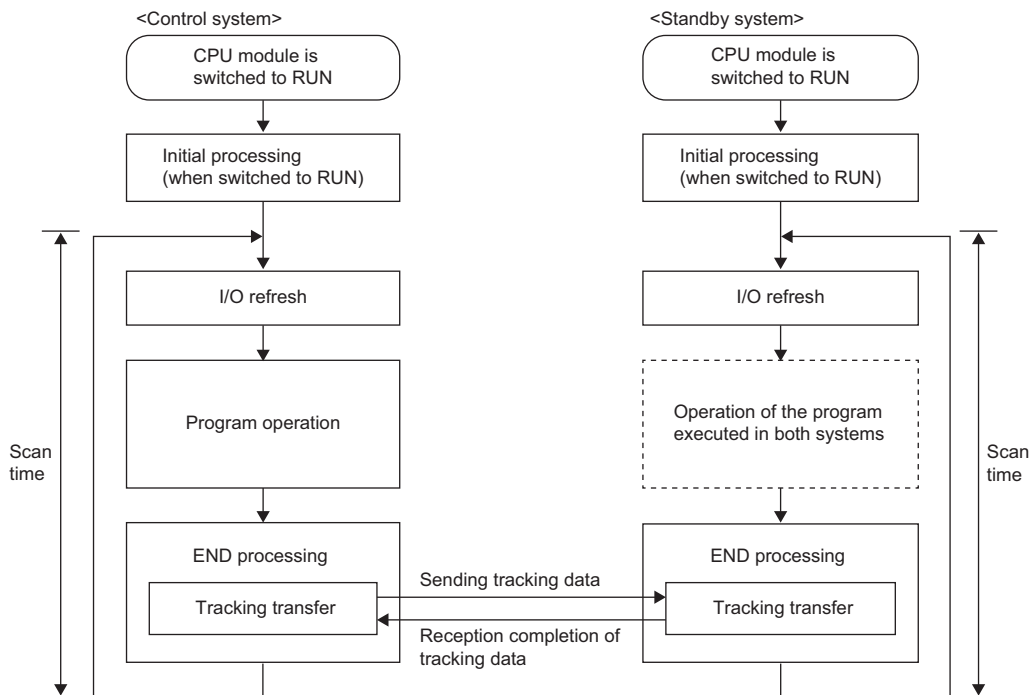 <Control system>
CPU module is
switched to RUN
Initial processing
(when switched to RUN)
I/O refresh
Program operation
Scan
time
END processing
Tracking transfer
Sending tracking data
Reception completion of
tracking data
<Standby system>
CPU module is
switched to RUN
Initial processing
(when switched to RUN)
I/O refresh
Operation of the program
executed in both systems
Scan
time
END processing
Tracking transfer